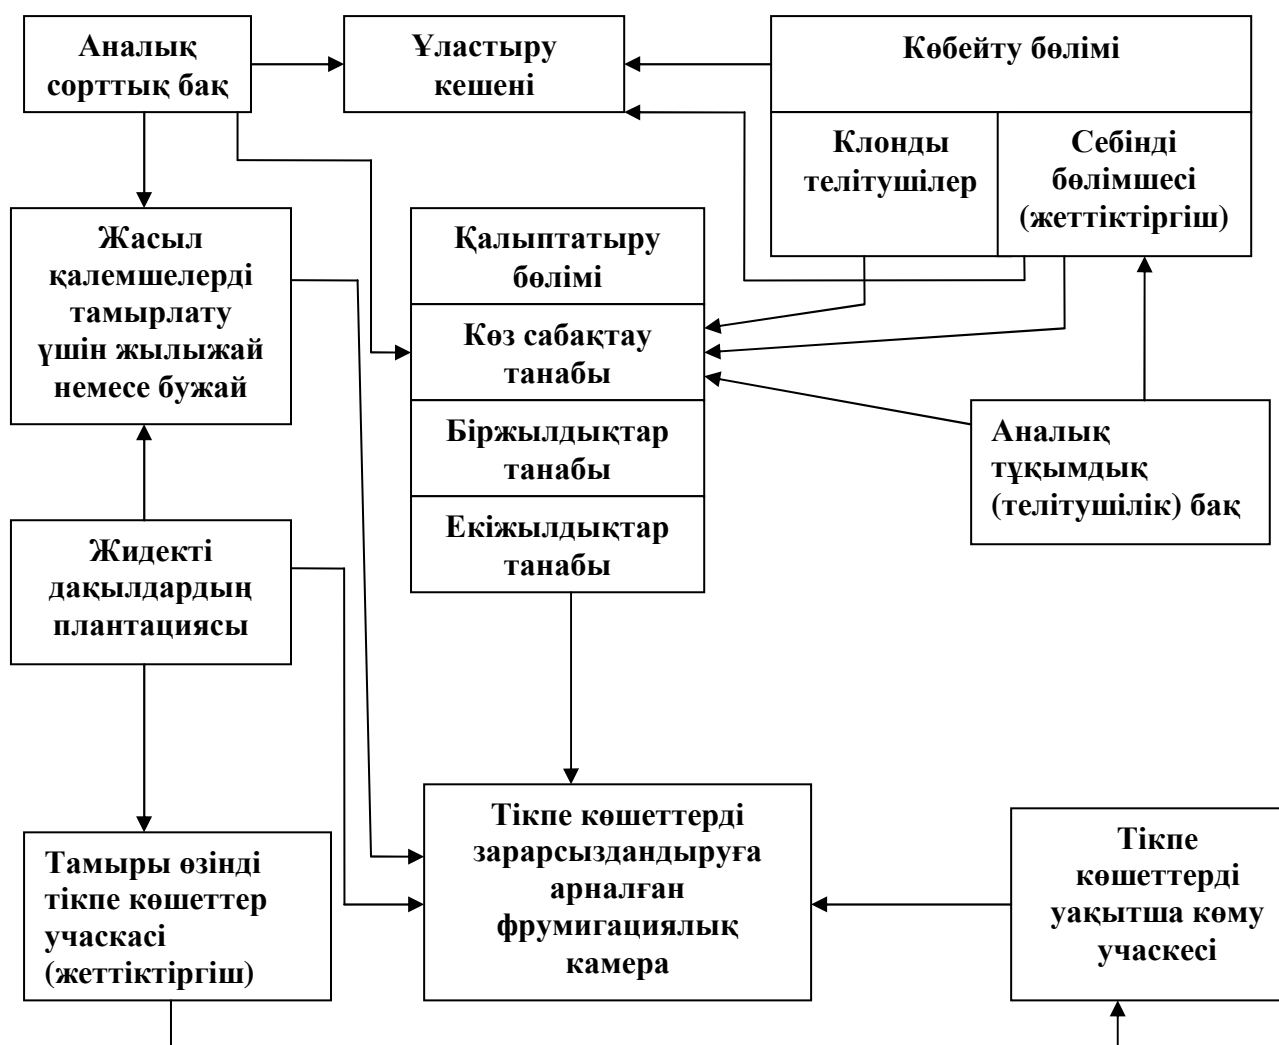 Аналық
сорттық бақ
Ұластыру
кешені
Көбейту бөлімі
Клонды
телітушілер
Себінді
бөлімшесі
(жеттіктіргіш)
Жасыл
қалемшелерді
тамырлату
үшін жылыжай
немесе бужай
Қалыптатыру
бөлімі
Көз сабақтау
танабы
Біржылдықтар
танабы
Екіжылдықтар
танабы
Аналық
тұқымдық
(телітушілік) бақ
Жидекті
дақылдардың
плантациясы
Тамыры өзінді
тікпе көшеттер
учаскасі
(жеттіктіргіш)
Тікпе көшеттерді
зарарсыздандыруға
арналған
фрумигациялық
камера
Тікпе
көшеттерді
уақытша көму
учаскесі